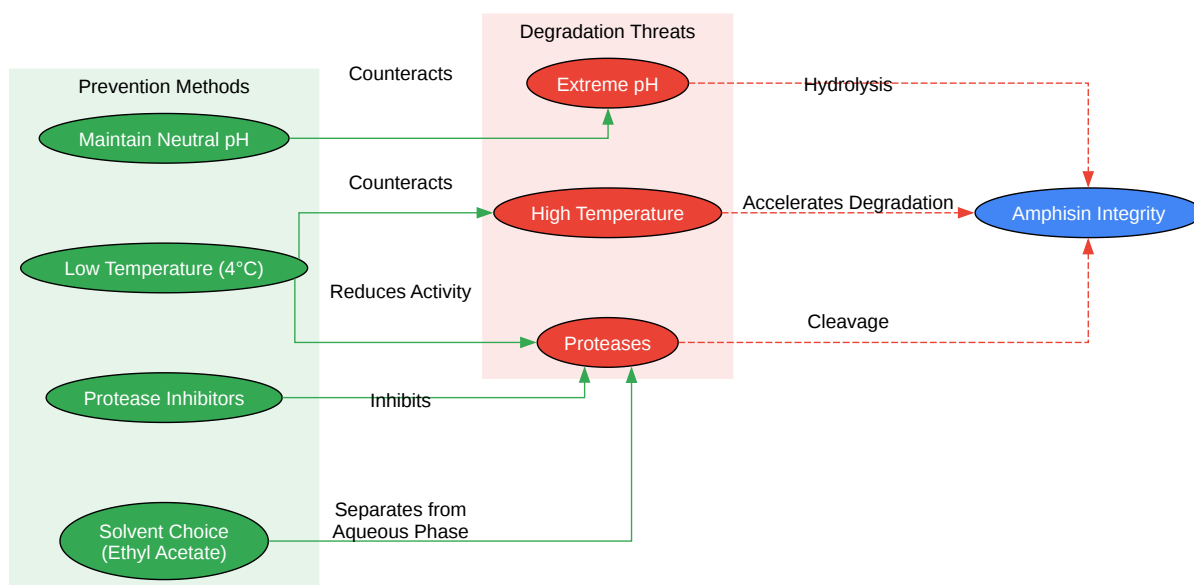 Degradation Threats
Counteracts
Extreme pH
Hydrolysis
Prevention Methods
Maintain Neutral pH
Counteracts
High Temperature
Accelerates Degradation
Amphisin Integrity
Low Temperature (4°C)
Reduces Activity
Cleavage
Proteases
Protease Inhibitors
Inhibits
Separates from
Aqueous Phase
Solvent Choice
(Ethyl Acetate)